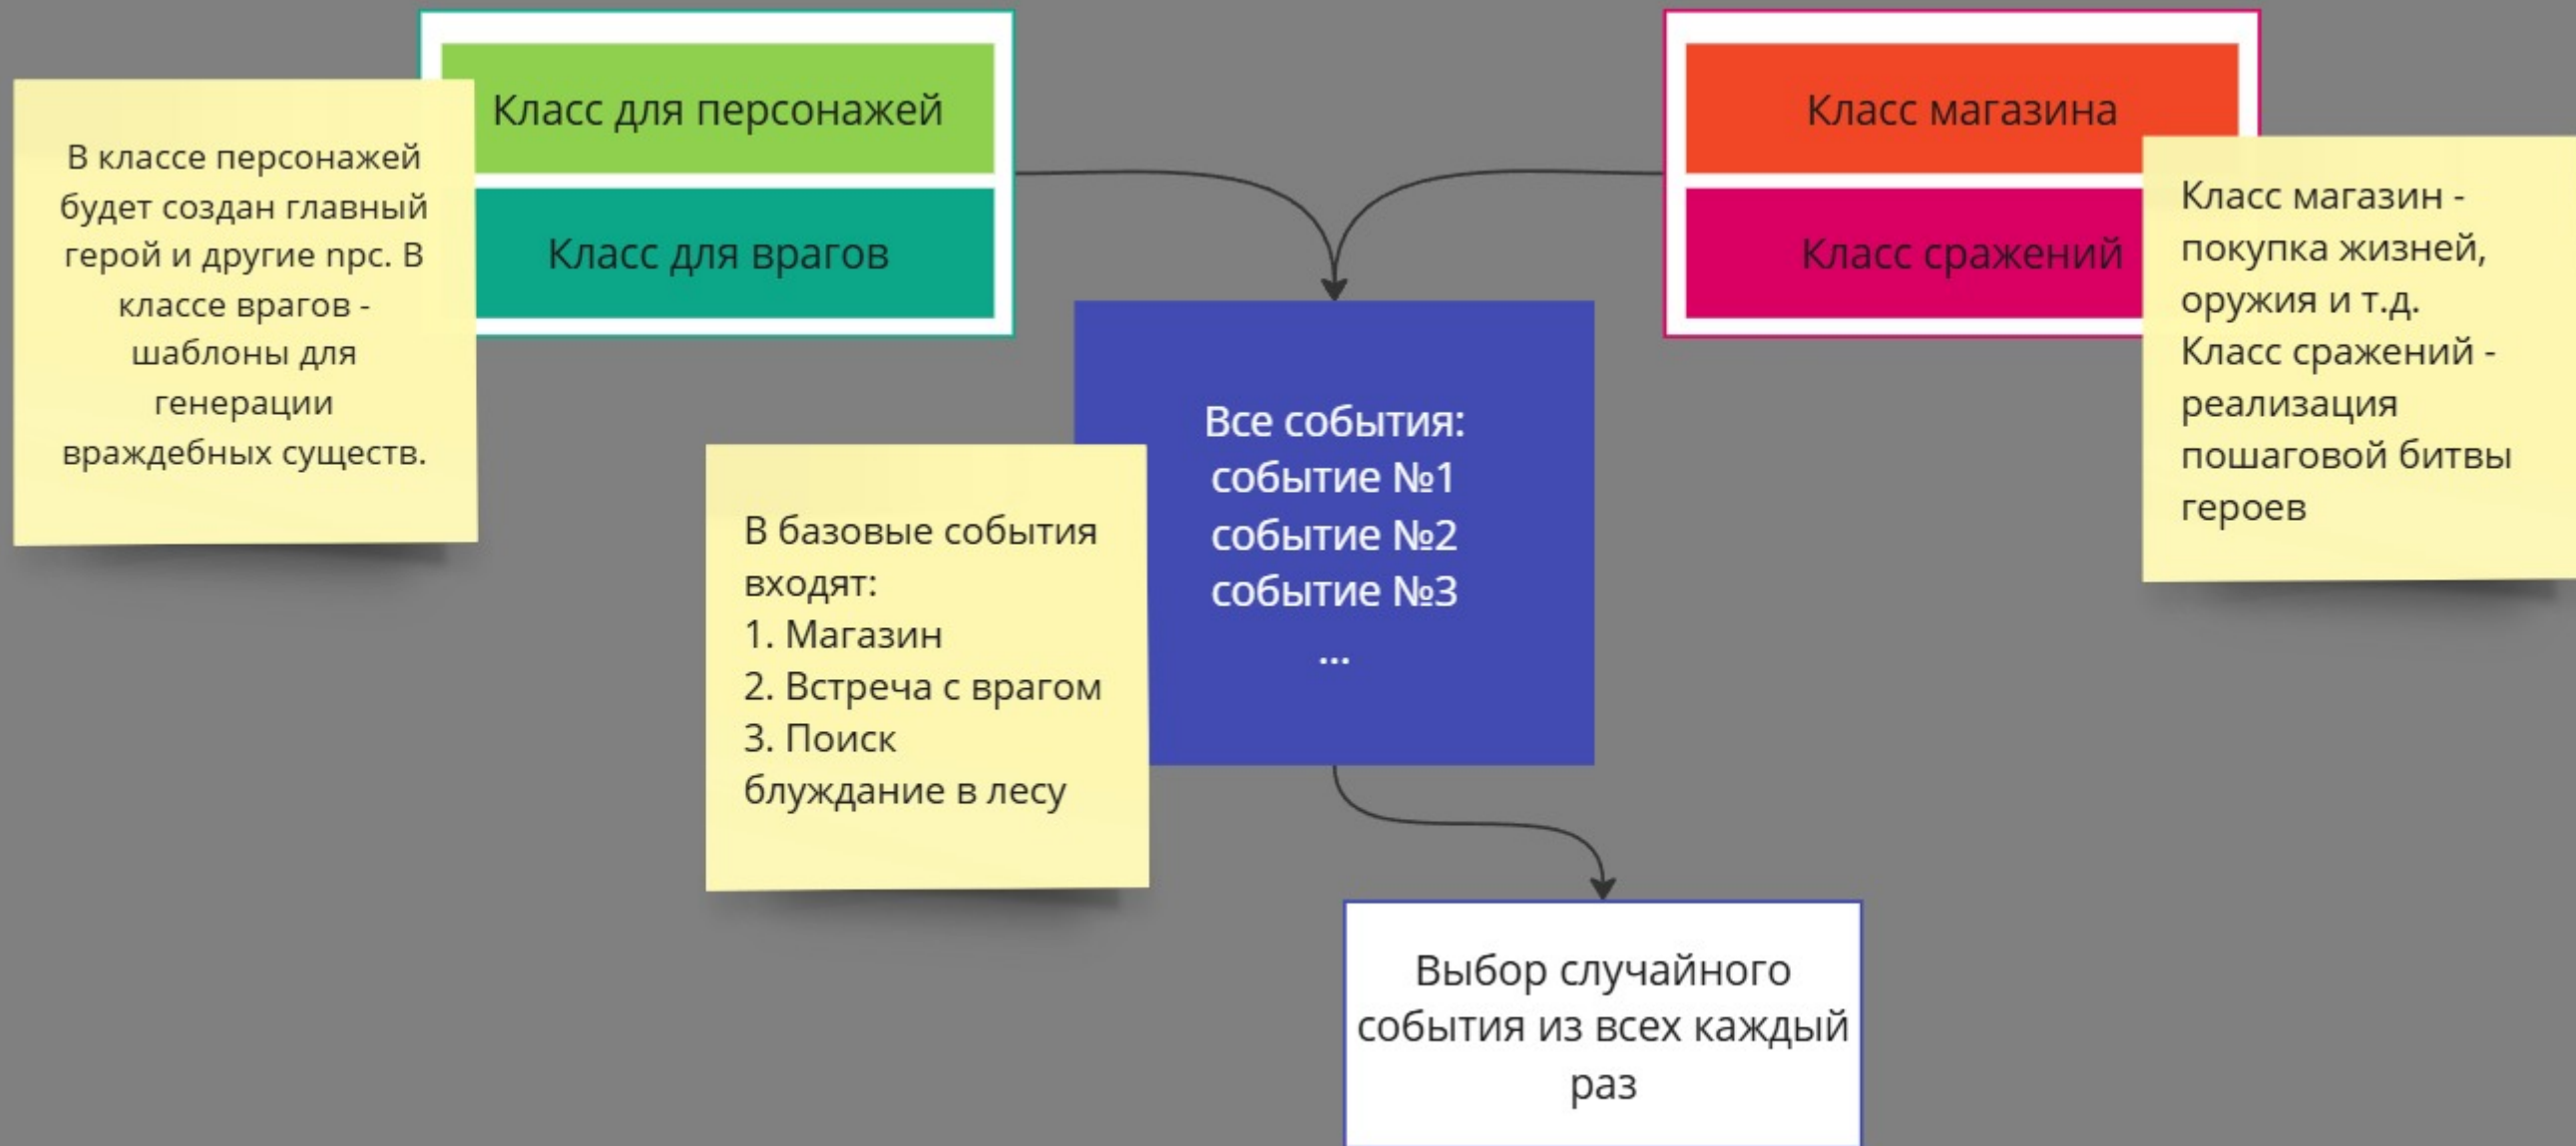 Класс для персонажей
Класс для врагов
В классе персонажей
будет создан главный
герой и другие npc. В
классе врагов -
шаблоны для
генерации
враждебных существ.
Класс магазина
Класс сражений
Класс магазин -
покупка жизней,
оружия и т.д.
Класс сражений -
реализация
пошаговой битвы
героев
Все события:
событие №1
событие №2
событие №3
...
В базовые события
входят:
1. Магазин
2. Встреча с врагом
3. Поиск
блуждание в лесу
Выбор случайного
события из всех каждый
раз